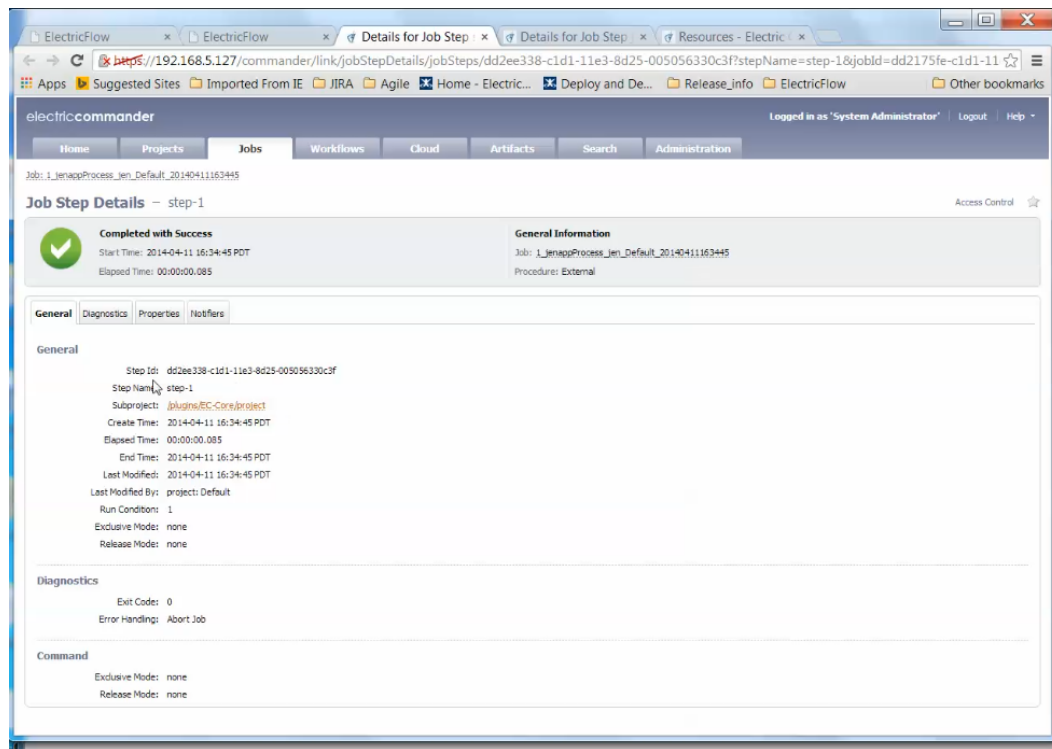 ElectricFlow × ElectricFlow × Details for Job Step × Details for Job Step × Resources - Electric ×
https://192.168.5.127/commander/link/jobStepDetails/jobSteps/dd2ee338-c1d1-11e3-8d25-005056330c3f?stepName=step-1&jobId=dd2175fe-c1d1-11
Apps Suggested Sites Imported From IE JIRA Agile Home - Electric... Deploy and De... Release_info ElectricFlow Other bookmarks
electriccommander Logged in as 'System Administrator' Logout Help
Home Projects Jobs Workflows Cloud Artifacts Search Administration
Job: 1_jenappProcess_jen_Default_20140411163445
Job Step Details – step-1 Access Control
Completed with Success General Information
Start Time: 2014-04-11 16:34:45 PDT Job: 1_jenappProcess_jen_Default_20140411163445
Elapsed Time: 00:00:00.085 Procedure: External
General Diagnostics Properties Notifiers
General
Step Id: dd2ee338-c1d1-11e3-8d25-005056330c3f
Step Name: step-1
Subproject: /plugins/EC-Core/project
Create Time: 2014-04-11 16:34:45 PDT
Elapsed Time: 00:00:00.085
End Time: 2014-04-11 16:34:45 PDT
Last Modified: 2014-04-11 16:34:45 PDT
Last Modified By: project: Default
Run Condition: 1
Exclusive Mode: none
Release Mode: none
Diagnostics
Exit Code: 0
Error Handling: Abort Job
Command
Exclusive Mode: none
Release Mode: none